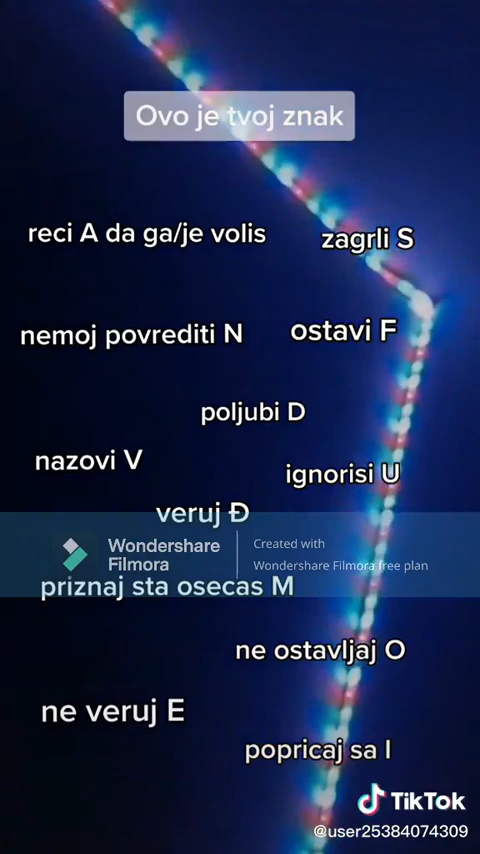 Ovo je tvoj znak
reci A da ga/je volis
zagrli S
nemoj povrediti N
ostavi F
poljubi D
nazovi V
ignorisi U
veruj Đ
Wondershare
Filmora
Created with
Wondershare Filmora free plan
priznaj sta osecas M
ne ostavljaj O
ne veruj E
popricaj sa I
TikTok
@user25384074309